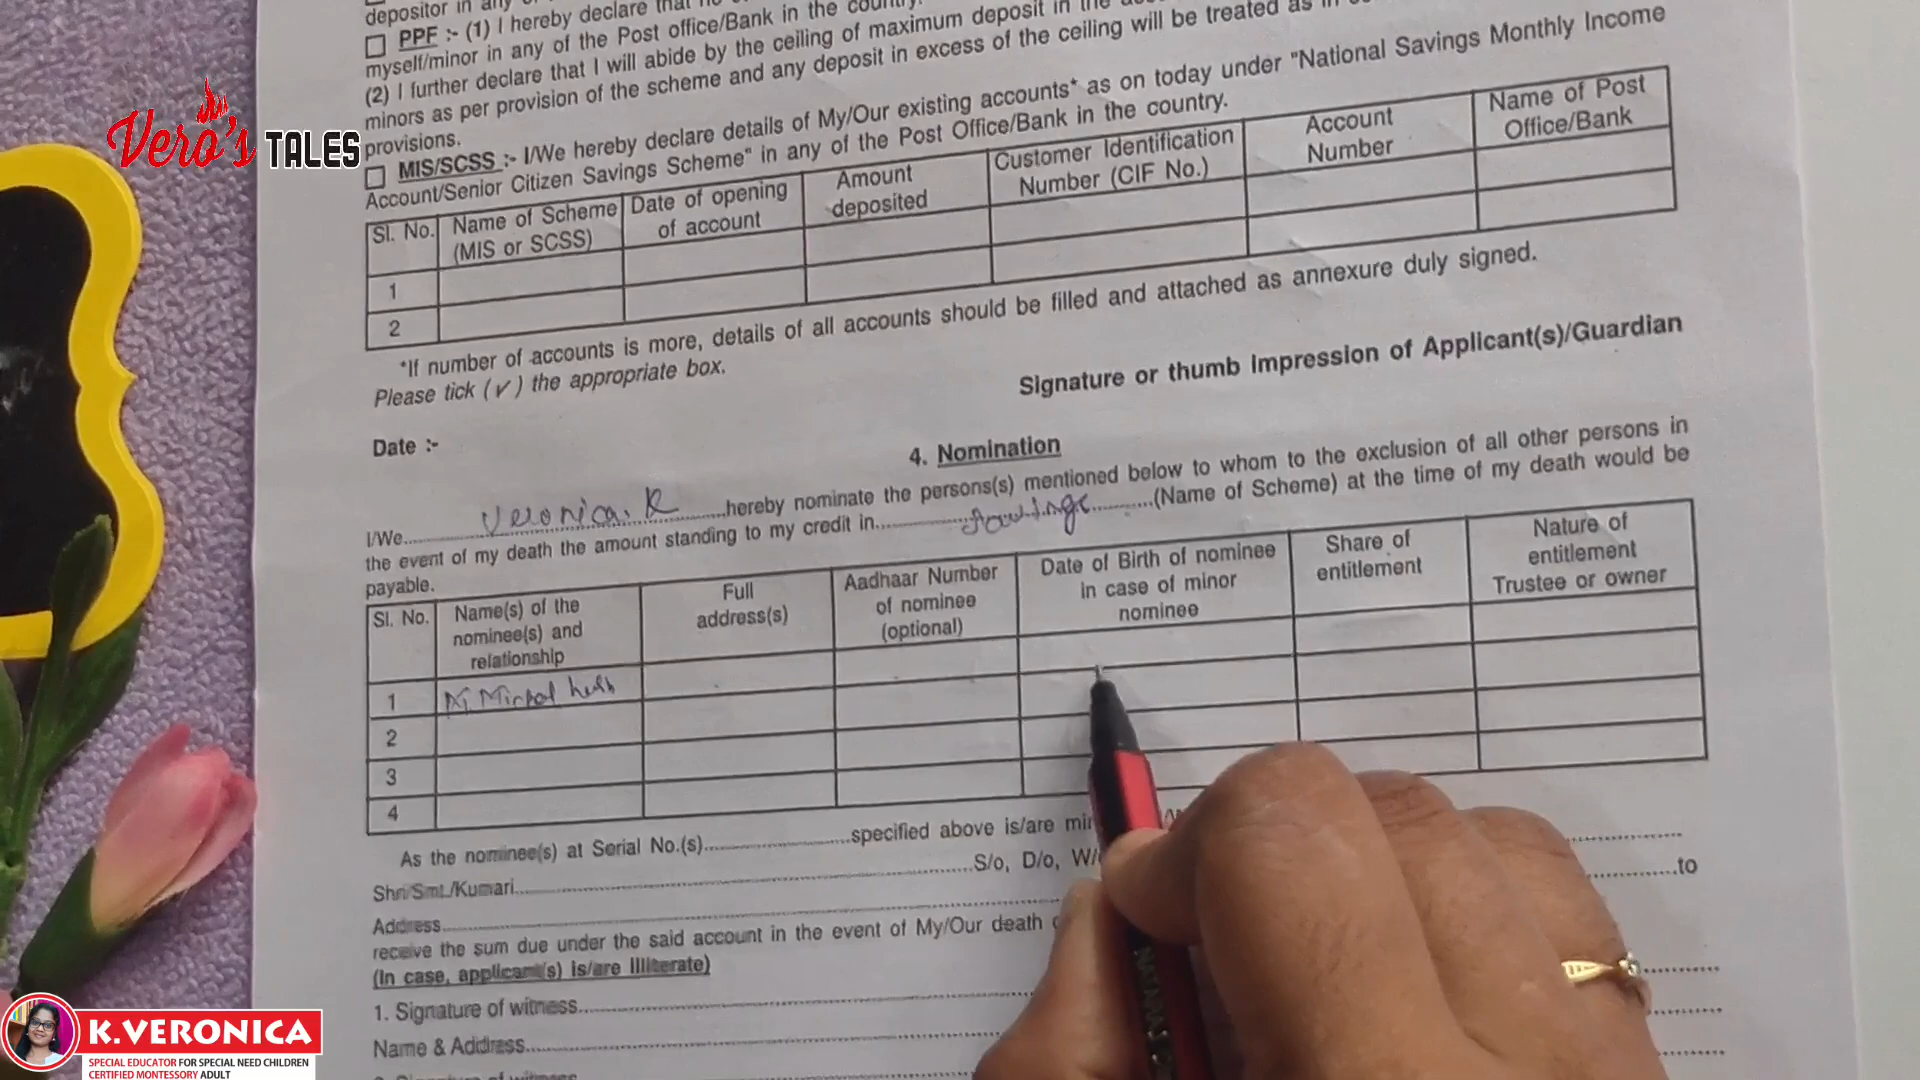 depositor in any
PPF :- (1) I hereby declare that no
myself/minor in any of the Post office/Bank in the country.
(2) I further declare that I will abide by the ceiling of maximum deposit in the
minors as per provision of the scheme and any deposit in excess of the ceiling will be treated as in
provisions.
MIS/SCSS :- I/We hereby declare details of My/Our existing accounts* as on today under "National Savings Monthly Income
Account/Senior Citizen Savings Scheme" in any of the Post Office/Bank in the country.
Sl. No. Name of Scheme (MIS or SCSS) Date of opening of account Amount deposited Customer Identification Number (CIF No.) Account Number Name of Post Office/Bank
1
2
*If number of accounts is more, details of all accounts should be filled and attached as annexure duly signed.
Please tick (✓) the appropriate box.
Signature or thumb Impression of Applicant(s)/Guardian
Date :-
4. Nomination
I/We Veronica. K hereby nominate the persons(s) mentioned below to whom to the exclusion of all other persons in
the event of my death the amount standing to my credit in Savings (Name of Scheme) at the time of my death would be
payable.
Sl. No. Name(s) of the nominee(s) and relationship Full address(s) Aadhaar Number of nominee (optional) Date of Birth of nominee in case of minor nominee Share of entitlement Nature of entitlement Trustee or owner
1
2
3
4
As the nominee(s) at Serial No.(s) specified above is/are
Shri/Smt./Kumari S/o, D/o,
Address to
receive the sum due under the said account in the event of My/Our death
(In case, applicant(s) is/are Illiterate)
1. Signature of witness
Name & Address
Vero's TALES
K.VERONICA
SPECIAL EDUCATOR FOR SPECIAL NEED CHILDREN
CERTIFIED MONTESSORY ADULT